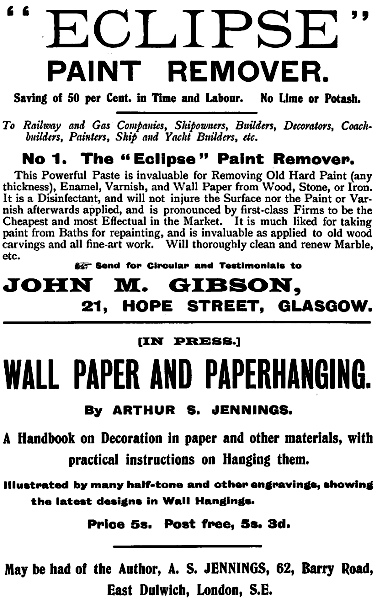 "ECLIPSE"
PAINT REMOVER.
Saving of 50 per Cent. in Time and Labour. No Lime or Potash.
To Railway and Gas Companies, Shipowners, Builders, Decorators, Coach-
builders, Painters, Ship and Yacht Builders, etc.
No 1. The "Eclipse" Paint Remover.
This Powerful Paste is invaluable for Removing Old Hard Paint (any
thickness), Enamel, Varnish, and Wall Paper from Wood, Stone, or Iron.
It is a Disinfectant, and will not injure the Surface nor the Paint or Var-
nish afterwards applied, and is pronounced by first-class Firms to be the
Cheapest and most Effectual in the Market. It is much liked for taking
paint from Baths for repainting, and is invaluable as applied to old wood
carvings and all fine-art work. Will thoroughly clean and renew Marble,
etc.
☞ Send for Circular and Testimonials to
JOHN M. GIBSON,
21, HOPE STREET, GLASGOW.
[IN PRESS.]
WALL PAPER AND PAPERHANGING.
By ARTHUR S. JENNINGS.
A Handbook on Decoration in paper and other materials, with
practical instructions on Hanging them.
Illustrated by many half-tone and other engravings, showing
the latest designs in Wall Hangings.
Price 5s. Post free, 5s. 3d.
May be had of the Author, A. S. JENNINGS, 62, Barry Road,
East Dulwich, London, S.E.